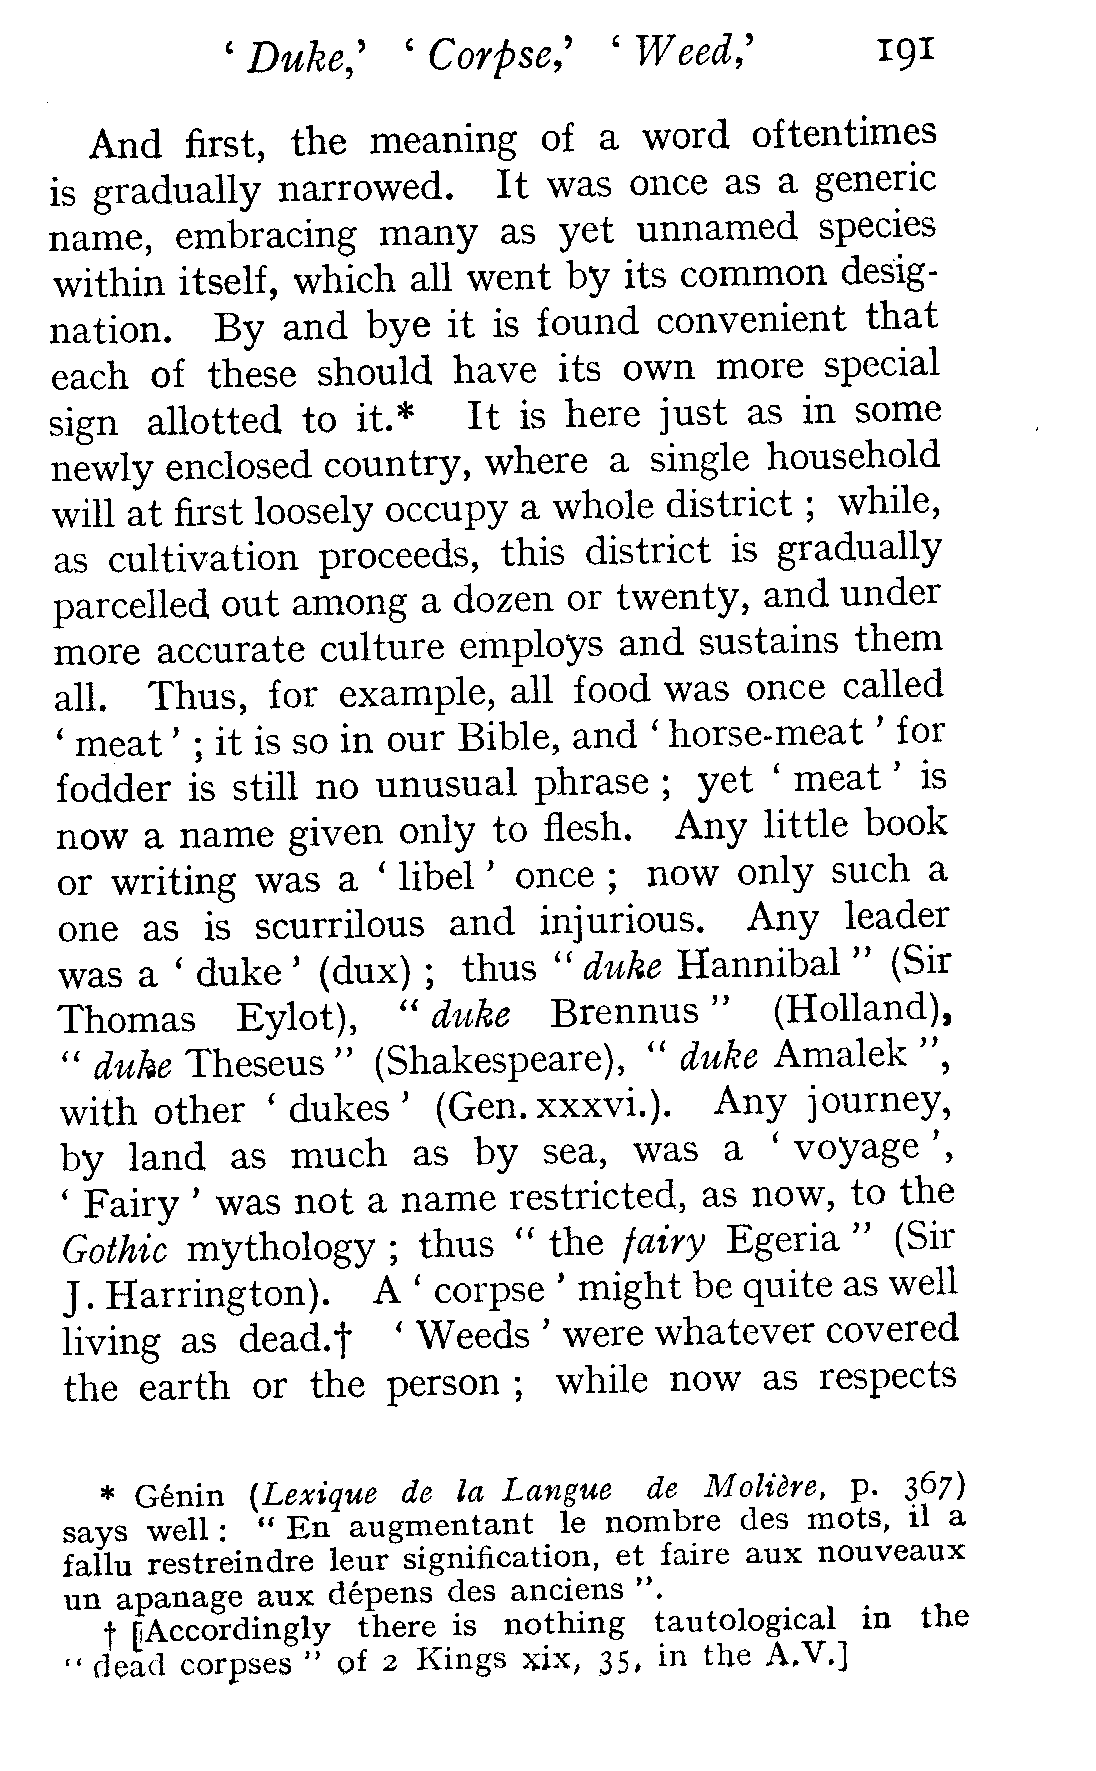 ‘ Duke,’ ‘ Corpse,’ ‘ Weed,’ 191
And first, the meaning of a word oftentimes
is gradually narrowed. It was once as a generic
name, embracing many as yet unnamed species
within itself, which all went by its common desig-
nation. By and bye it is found convenient that
each of these should have its own more special
sign allotted to it.* It is here just as in some
newly enclosed country, where a single household
will at first loosely occupy a whole district ; while,
as cultivation proceeds, this district is gradually
parcelled out among a dozen or twenty, and under
more accurate culture employs and sustains them
all. Thus, for example, all food was once called
‘ meat ’ ; it is so in our Bible, and ‘ horse-meat ’ for
fodder is still no unusual phrase ; yet ‘ meat ’ is
now a name given only to flesh. Any little book
or writing was a ‘ libel ’ once ; now only such a
one as is scurrilous and injurious. Any leader
was a ‘ duke ’ (dux) ; thus “ duke Hannibal ” (Sir
Thomas Eylot), “ duke Brennus ” (Holland),
“ duke Theseus ” (Shakespeare), “ duke Amalek ”,
with other ‘ dukes ’ (Gen. xxxvi.). Any journey,
by land as much as by sea, was a ‘ voyage ’,
‘ Fairy ’ was not a name restricted, as now, to the
Gothic mythology ; thus “ the fairy Egeria ” (Sir
J. Harrington). A ‘ corpse ’ might be quite as well
living as dead.† ‘ Weeds ’ were whatever covered
the earth or the person ; while now as respects
* Génin (Lexique de la Langue de Molière, p. 367)
says well : “ En augmentant le nombre des mots, il a
fallu restreindre leur signification, et faire aux nouveaux
un apanage aux dépens des anciens ”.
† [Accordingly there is nothing tautological in the
“ dead corpses ” of 2 Kings xix, 35, in the A.V.]